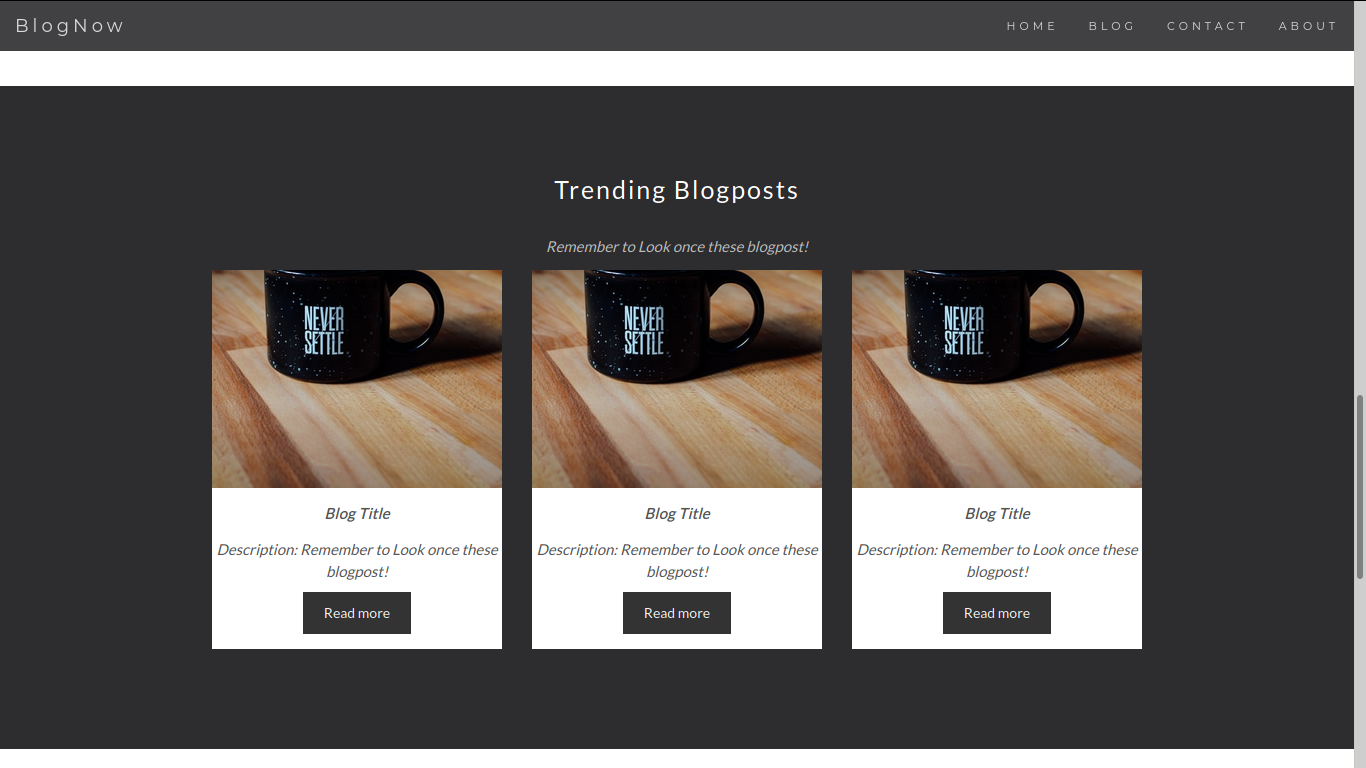 BlogNow
HOME BLOG CONTACT ABOUT
Trending Blogposts
Remember to Look once these blogpost!
NEVER
SETTLE
Blog Title
Description: Remember to Look once these
blogpost!
Read more
NEVER
SETTLE
Blog Title
Description: Remember to Look once these
blogpost!
Read more
NEVER
SETTLE
Blog Title
Description: Remember to Look once these
blogpost!
Read more